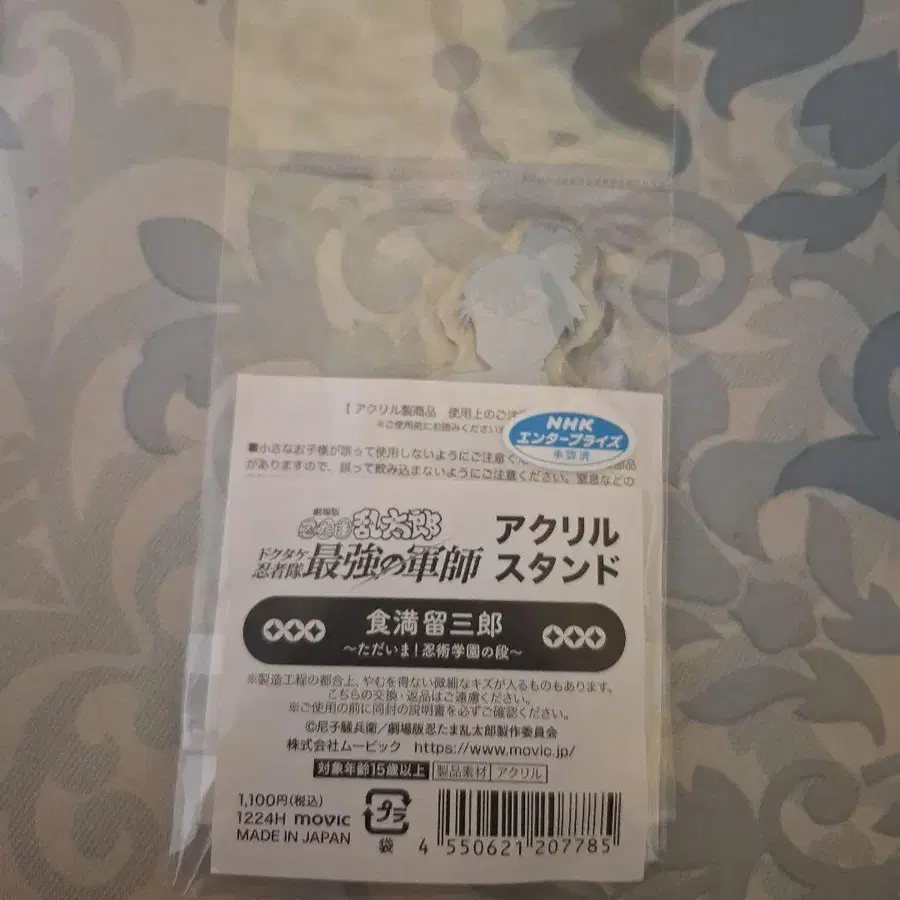 【アクリル製商品 使用上のご注
※ご使用前にお読みください
NHK
エンタープライズ
承認済
■小さなお子様が誤って使用しないようにご注意く
部品
がありますので、誤って飲み込まないようにご注意ください。窒息などの
劇場版
忍たま乱太郎
ドクタケ忍者隊 最強の軍師
アクリル
スタンド
食満留三郎
～ただいま！忍術学園の段～
※製造工程の都合上、やむを得ない微細なキズが入るものもあります。
こちらの交換・返品はご遠慮ください。
※ご使用の前に同封の説明書を必ずご確認ください。
©尼子騒兵衛／劇場版忍たま乱太郎製作委員会
株式会社ムービック https://www.movic.jp/
対象年齢15歳以上 製品素材 アクリル
1,100円(税込)
1224H movic
MADE IN JAPAN
プラ
袋
4 550621 207785